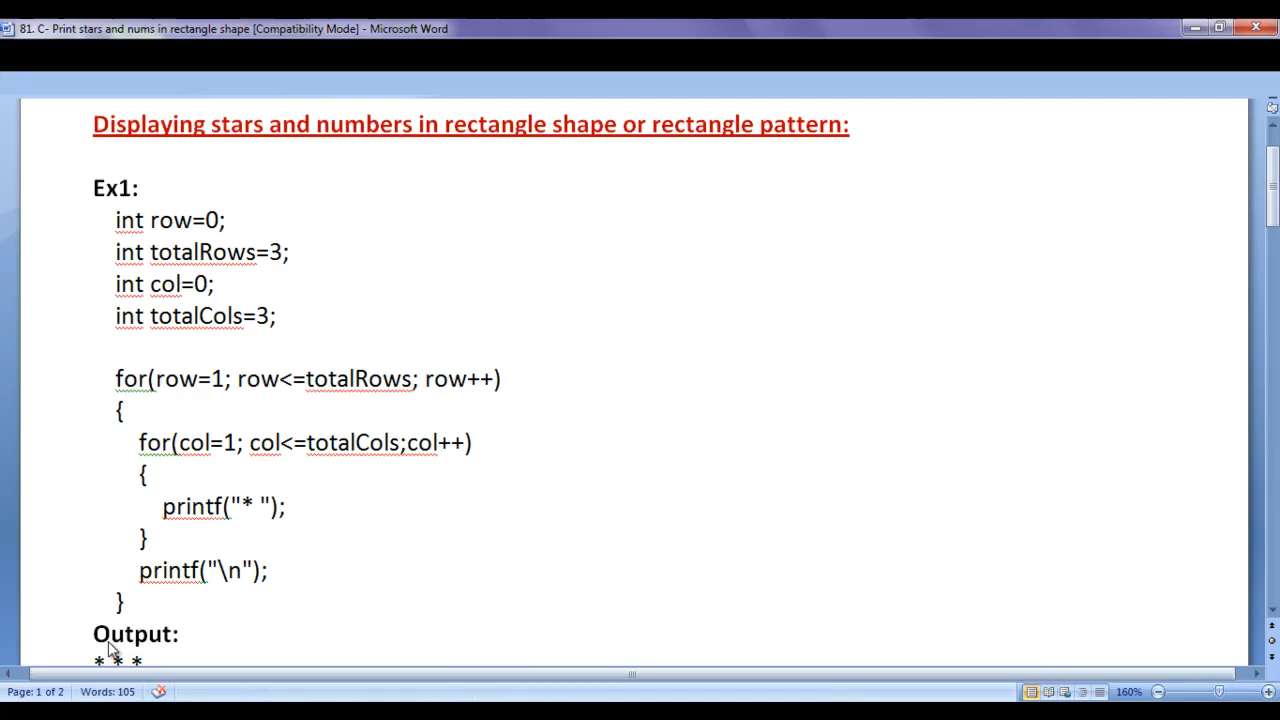 81. C- Print stars and nums in rectangle shape [Compatibility Mode] - Microsoft Word
Displaying stars and numbers in rectangle shape or rectangle pattern:
Ex1:
int row=0;
int totalRows=3;
int col=0;
int totalCols=3;
for(row=1; row<=totalRows; row++)
{
for(col=1; col<=totalCols;col++)
{
printf("* ");
}
printf("\n");
}
Output:
* * *
Page: 1 of 2 Words: 105 160%